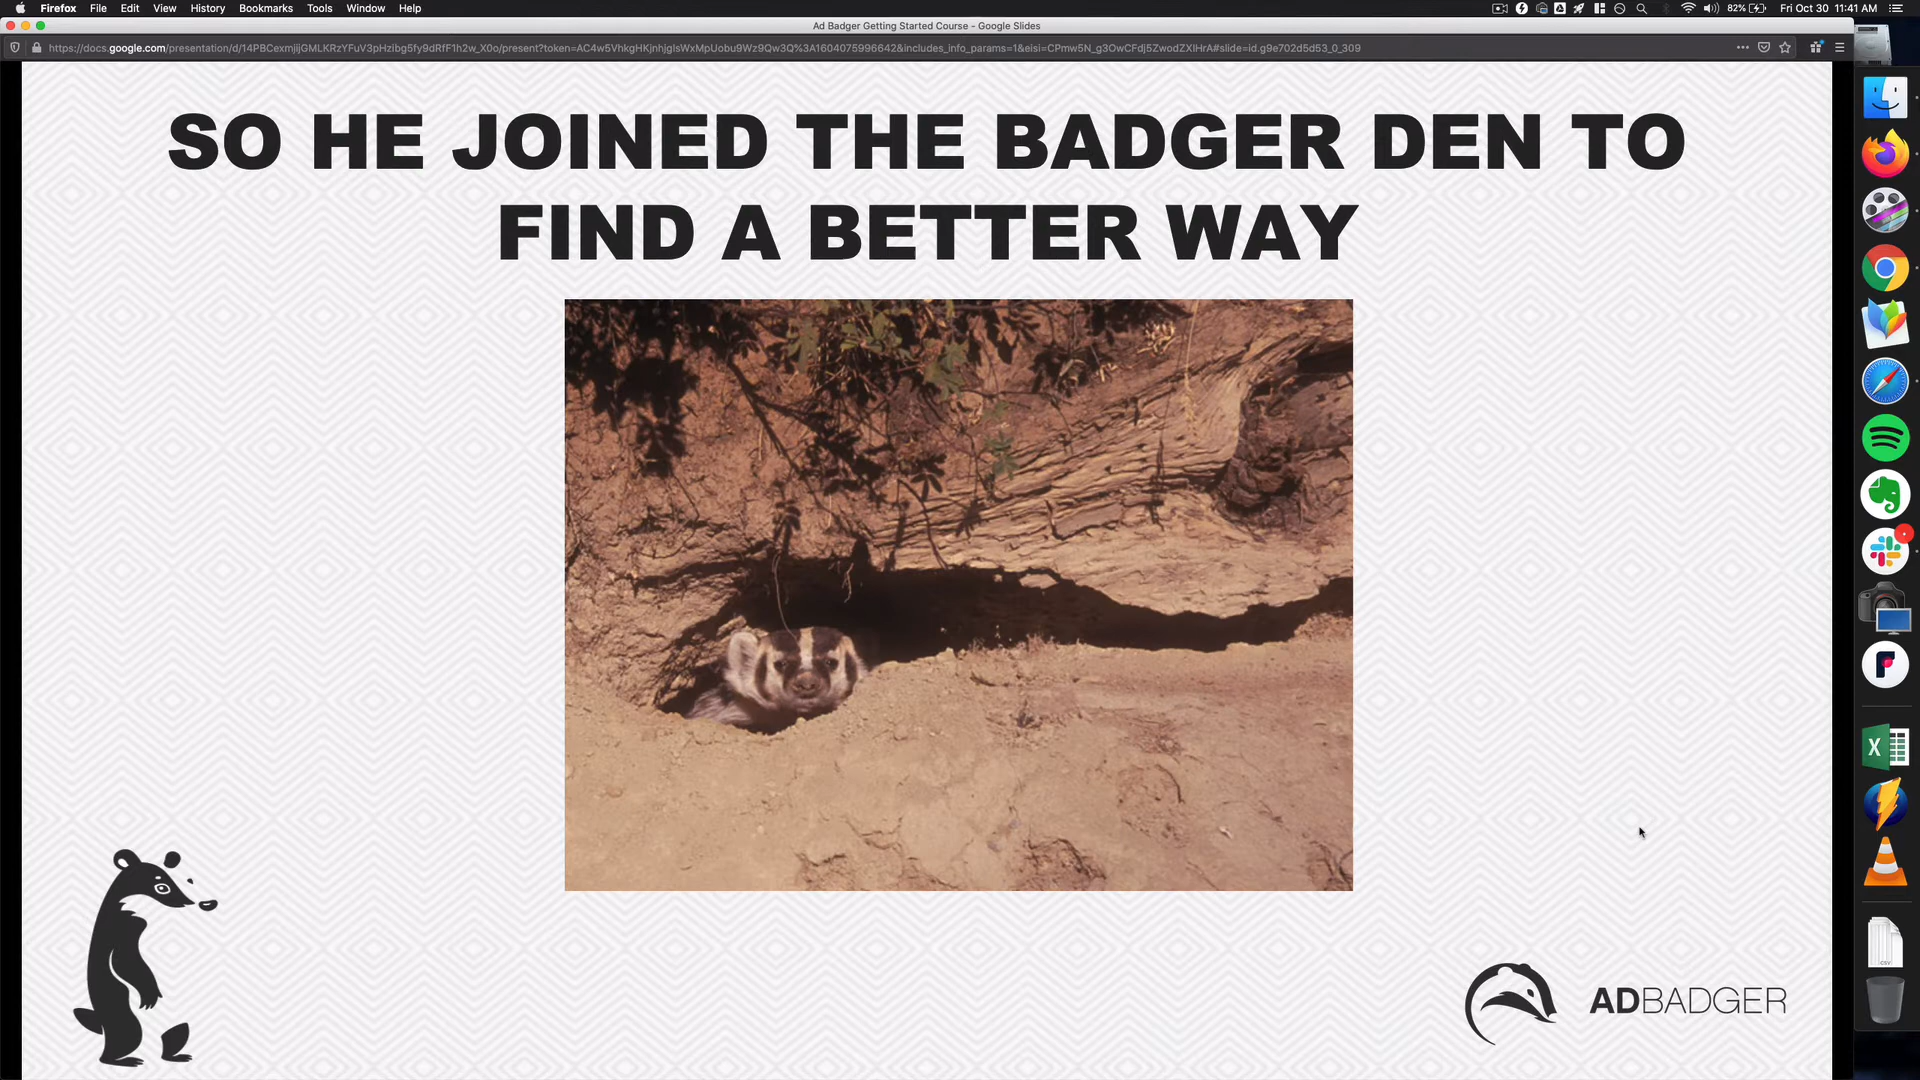 Firefox File Edit View History Bookmarks Tools Window Help 82% Fri Oct 30 11:41 AM
Ad Badger Getting Started Course - Google Slides
SO HE JOINED THE BADGER DEN TO
FIND A BETTER WAY
ADBADGER
CSV